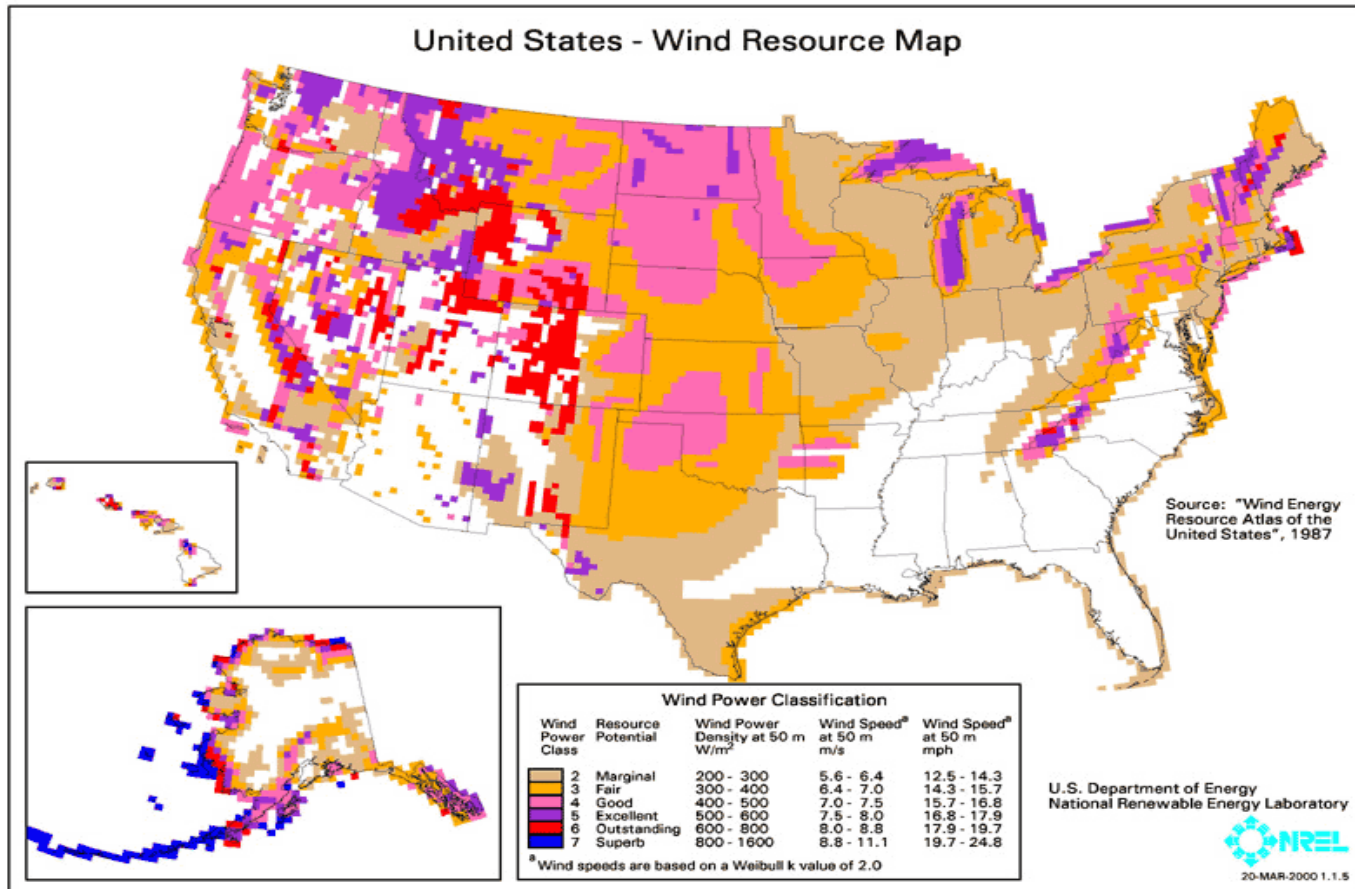 United States - Wind Resource Map
Source: "Wind Energy
Resource Atlas of the
United States", 1987
Wind Power Classification
Wind Power Class Resource Potential Wind Power Density at 50 m W/m² Wind Speedᵃ at 50 m m/s Wind Speedᵃ at 50 m mph
2 Marginal 200 - 300 5.6 - 6.4 12.5 - 14.3
3 Fair 300 - 400 6.4 - 7.0 14.3 - 15.7
4 Good 400 - 500 7.0 - 7.5 15.7 - 16.8
5 Excellent 500 - 600 7.5 - 8.0 16.8 - 17.9
6 Outstanding 600 - 800 8.0 - 8.8 17.9 - 19.7
7 Superb 800 - 1600 8.8 - 11.1 19.7 - 24.8
ᵃ Wind speeds are based on a Weibull k value of 2.0
U.S. Department of Energy
National Renewable Energy Laboratory
NREL
20-MAR-2000 1.1.5